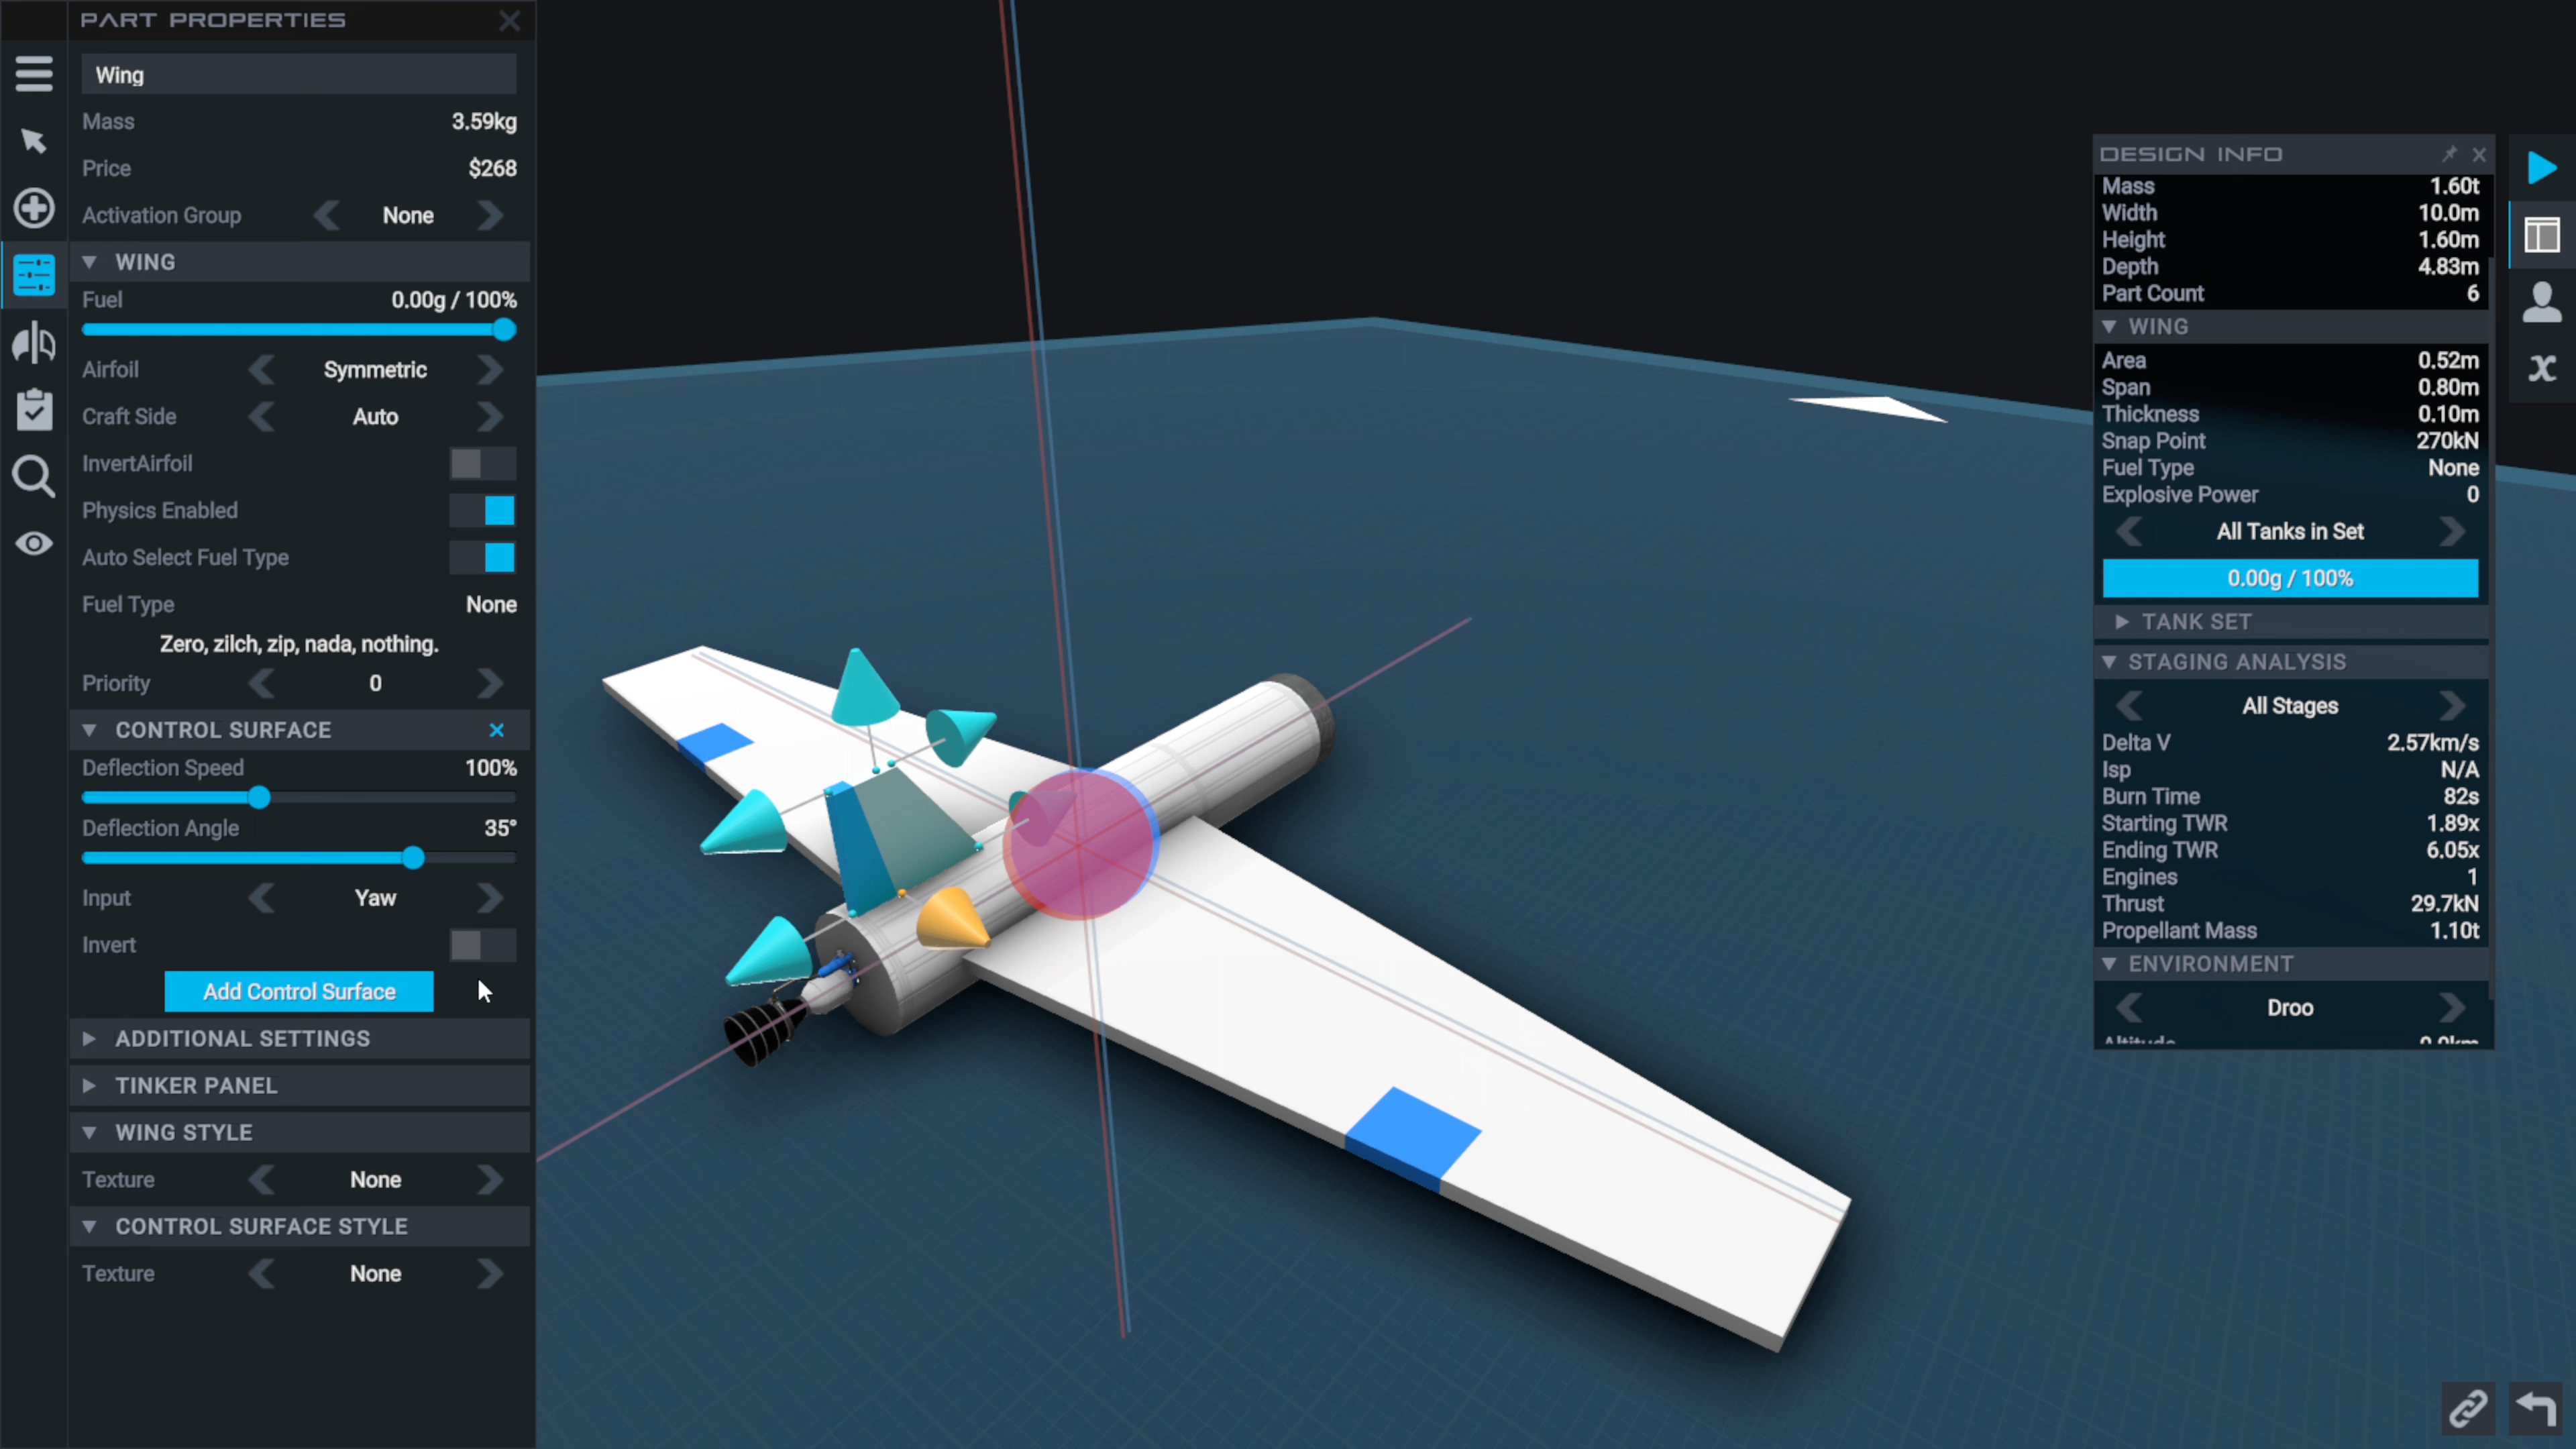 PART PROPERTIES
Wing
Mass 3.59kg
Price $268
Activation Group None
WING
Fuel 0.00g / 100%
Airfoil Symmetric
Craft Side Auto
InvertAirfoil
Physics Enabled
Auto Select Fuel Type
Fuel Type None
Zero, zilch, zip, nada, nothing.
Priority 0
CONTROL SURFACE
Deflection Speed 100%
Deflection Angle 35°
Input Yaw
Invert
Add Control Surface
ADDITIONAL SETTINGS
TINKER PANEL
WING STYLE
Texture None
CONTROL SURFACE STYLE
Texture None
DESIGN INFO
Mass 1.60t
Width 10.0m
Height 1.60m
Depth 4.83m
Part Count 6
WING
Area 0.52m
Span 0.80m
Thickness 0.10m
Snap Point 270kN
Fuel Type None
Explosive Power 0
All Tanks in Set
0.00g / 100%
TANK SET
STAGING ANALYSIS
All Stages
Delta V 2.57km/s
Isp N/A
Burn Time 82s
Starting TWR 1.89x
Ending TWR 6.05x
Engines 1
Thrust 29.7kN
Propellant Mass 1.10t
ENVIRONMENT
Droo
Altitude 0.0km
x